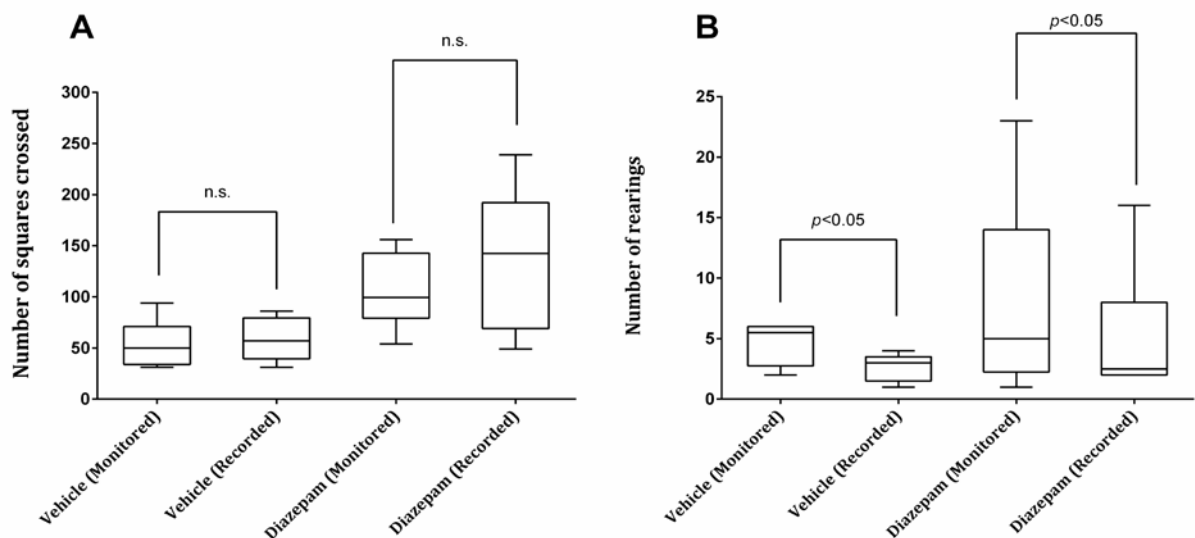 A
n.s.
n.s.
Number of squares crossed
300
250
200
150
100
50
0
Vehicle (Monitored)
Vehicle (Recorded)
Diazepam (Monitored)
Diazepam (Recorded)
B
p<0.05
p<0.05
Number of rearings
25
20
15
10
5
0
Vehicle (Monitored)
Vehicle (Recorded)
Diazepam (Monitored)
Diazepam (Recorded)